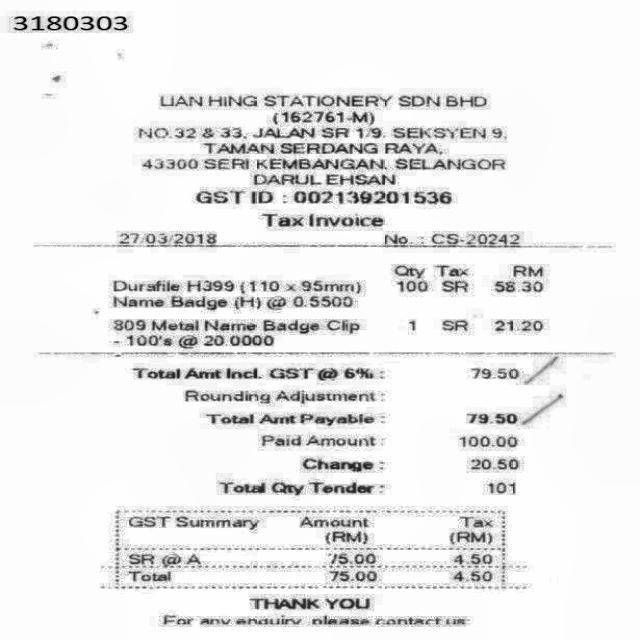 3180303
LIAN HING STATIONERY SDN BHD
(162761-M)
NO.32 & 33, JALAN SR 1/9, SEKSYEN 9,
TAMAN SERDANG RAYA,
43300 SERI KEMBANGAN, SELANGOR
DARUL EHSAN
GST ID : 002139201536
Tax Invoice
27/03/2018 No. : CS-20242
Qty Tax RM
Durafile H399 (110 x 95mm) 100 SR 58.30
Name Badge (H) @ 0.5500
809 Metal Name Badge Clip 1 SR 21.20
- 100's @ 20.0000
Total Amt Incl. GST @ 6% : 79.50
Rounding Adjustment :
Total Amt Payable : 79.50
Paid Amount : 100.00
Change : 20.50
Total Qty Tender : 101
GST Summary Amount Tax
(RM) (RM)
SR @ A 75.00 4.50
Total 75.00 4.50
THANK YOU
For any enquiry, please contact us: